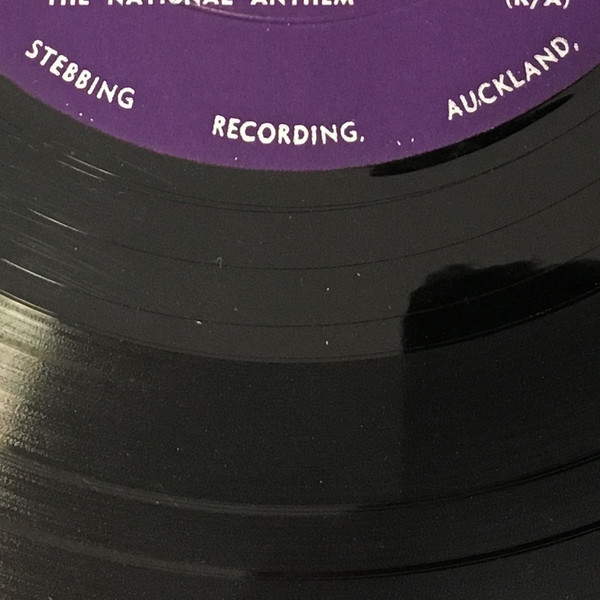 THE NATIONAL ANTHEM (R/A)
STEBBING RECORDING. AUCKLAND.